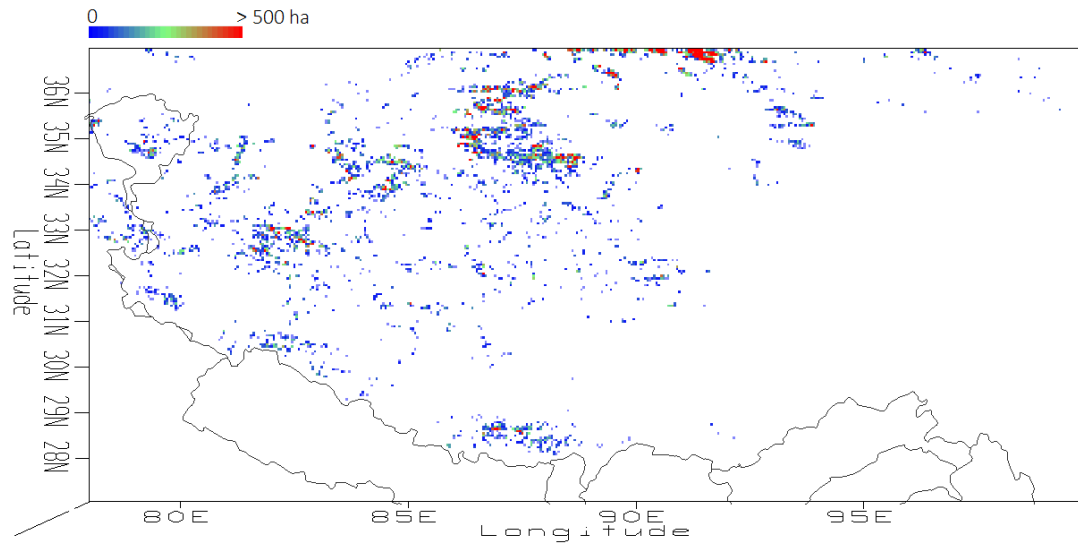 0 > 500 ha
36N
35N
34N
33N
32N
31N
30N
29N
28N
Latitude
80E 85E 90E 95E
Longitude